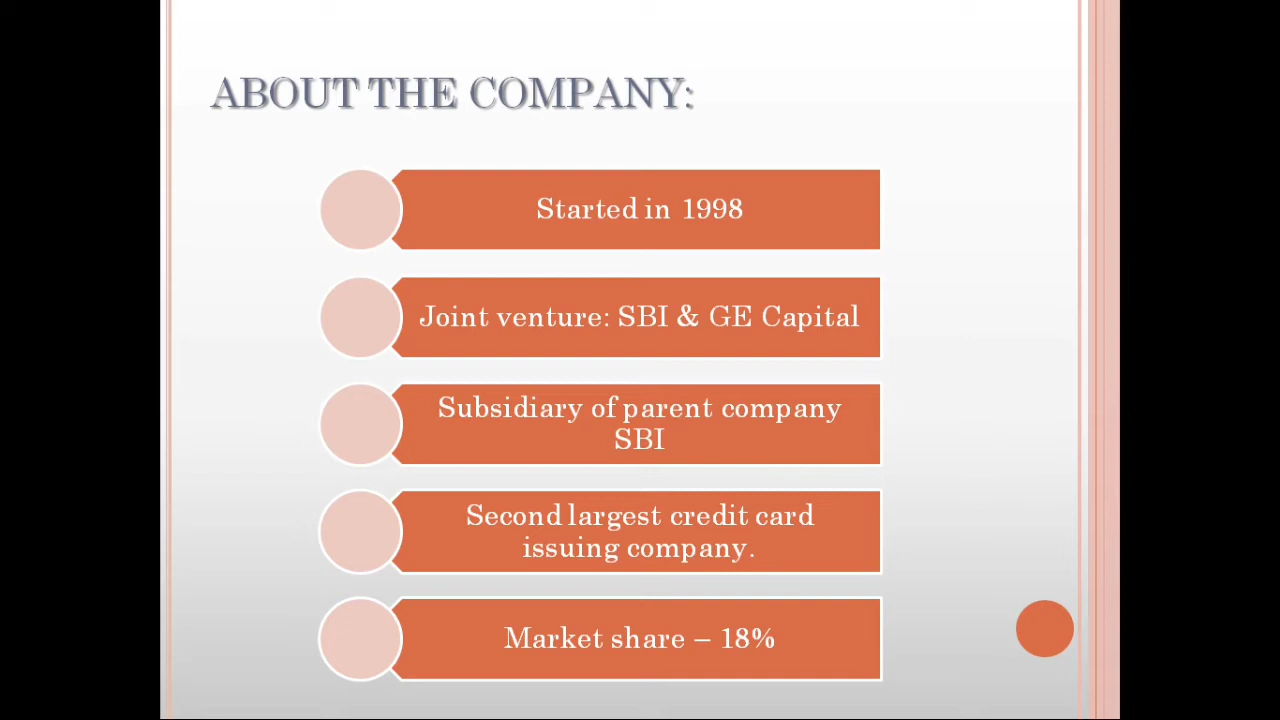 ABOUT THE COMPANY:
Started in 1998
Joint venture: SBI & GE Capital
Subsidiary of parent company
SBI
Second largest credit card
issuing company.
Market share – 18%